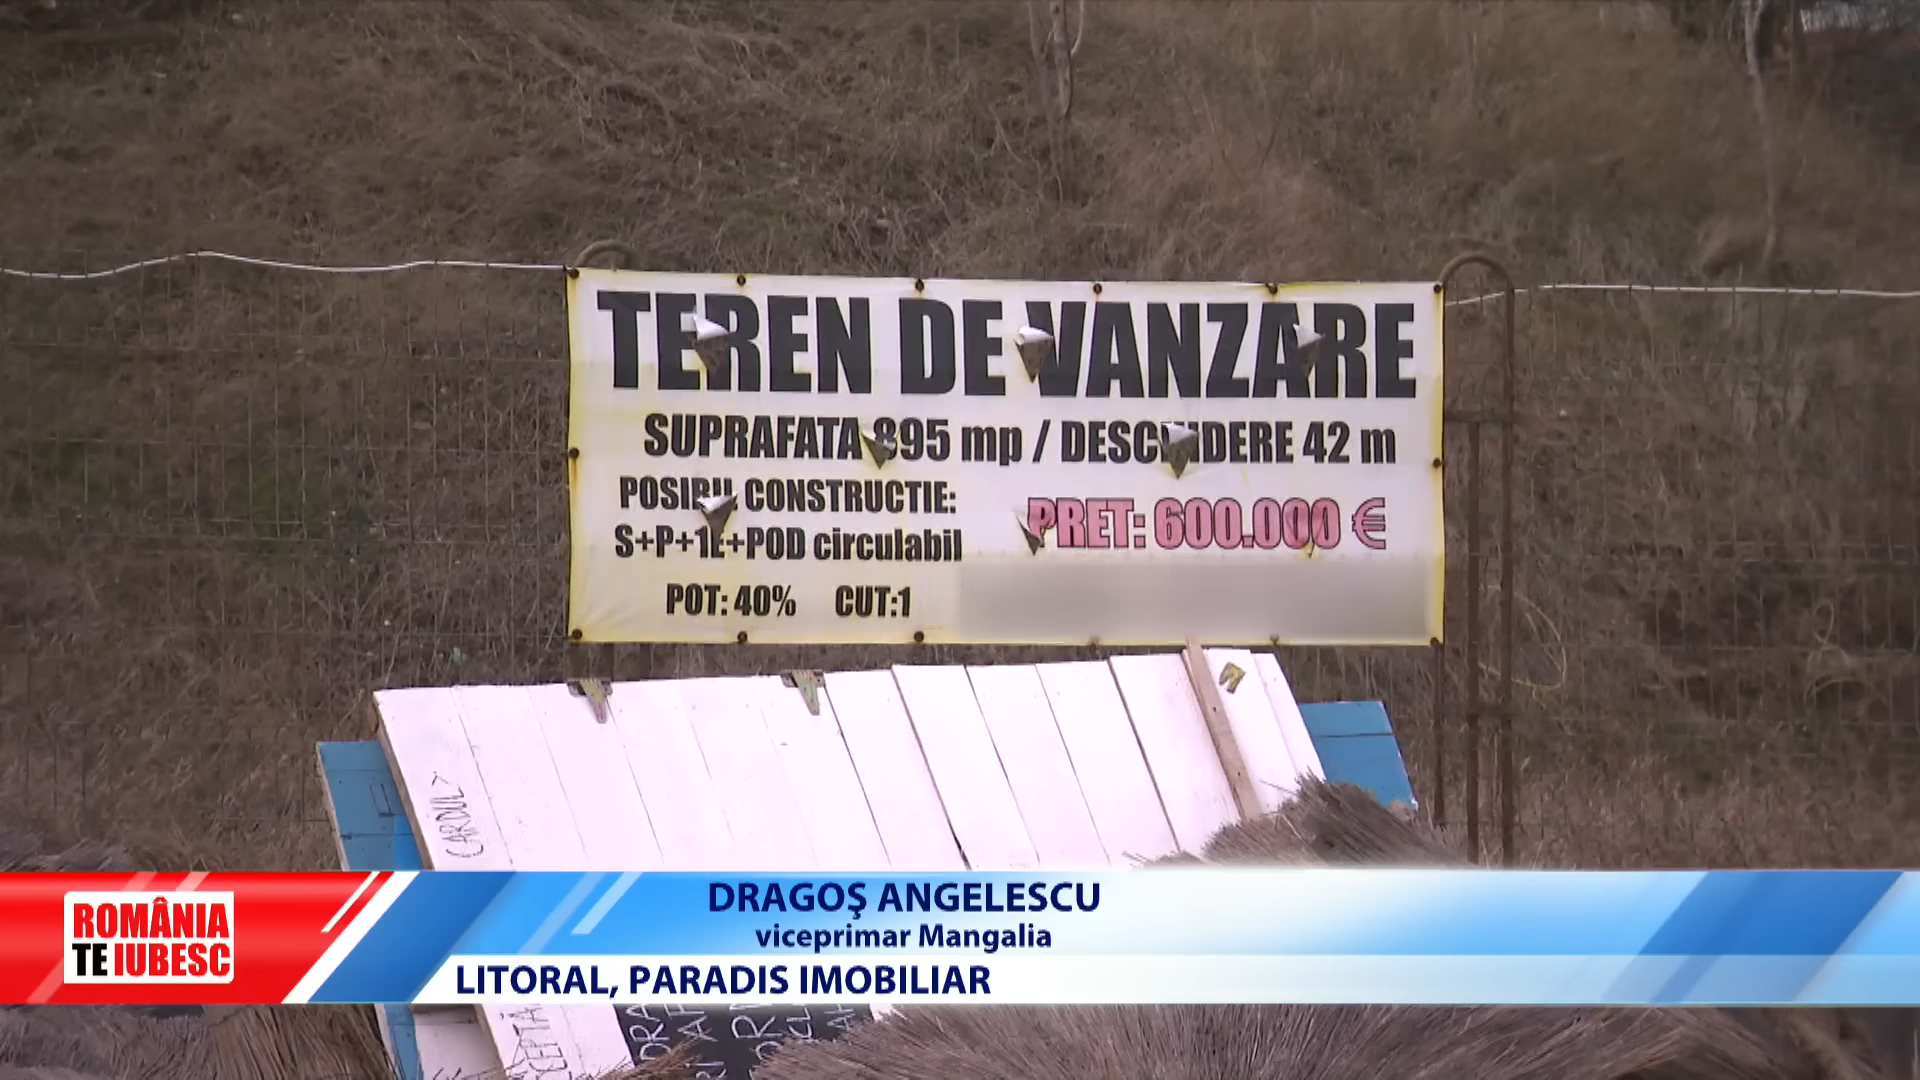 TEREN DE VANZARE
SUPRAFATA 895 mp / DESCHIDERE 42 m
POSIBIL CONSTRUCTIE:
S+P+1E+POD circulabil
PRET: 600.000 €
POT: 40% CUT:1
CARDUL
DRAGOŞ ANGELESCU
viceprimar Mangalia
ROMÂNIA
TE IUBESC
LITORAL, PARADIS IMOBILIAR